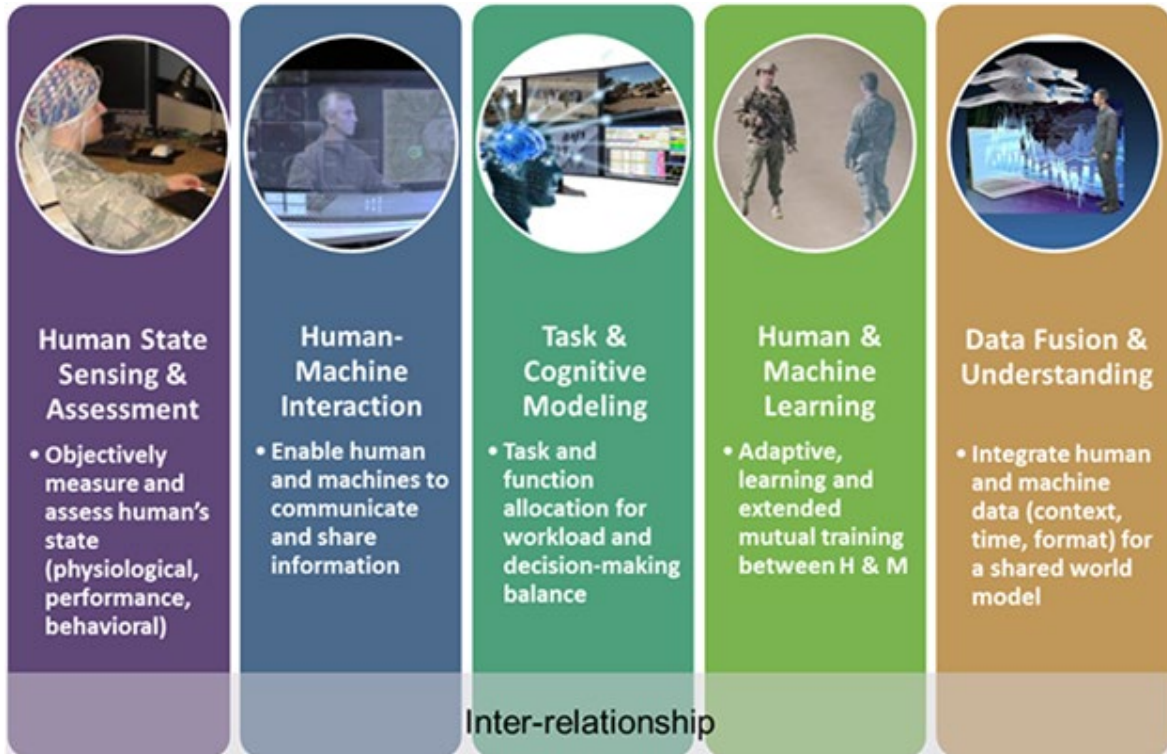 Human State
Sensing &
Assessment
• Objectively
measure and
assess human's
state
(physiological,
performance,
behavioral)
Human-
Machine
Interaction
• Enable human
and machines to
communicate
and share
information
Task &
Cognitive
Modeling
• Task and
function
allocation for
workload and
decision-making
balance
Human &
Machine
Learning
• Adaptive,
learning and
extended
mutual training
between H & M
Data Fusion &
Understanding
• Integrate human
and machine
data (context,
time, format) for
a shared world
model
Inter-relationship